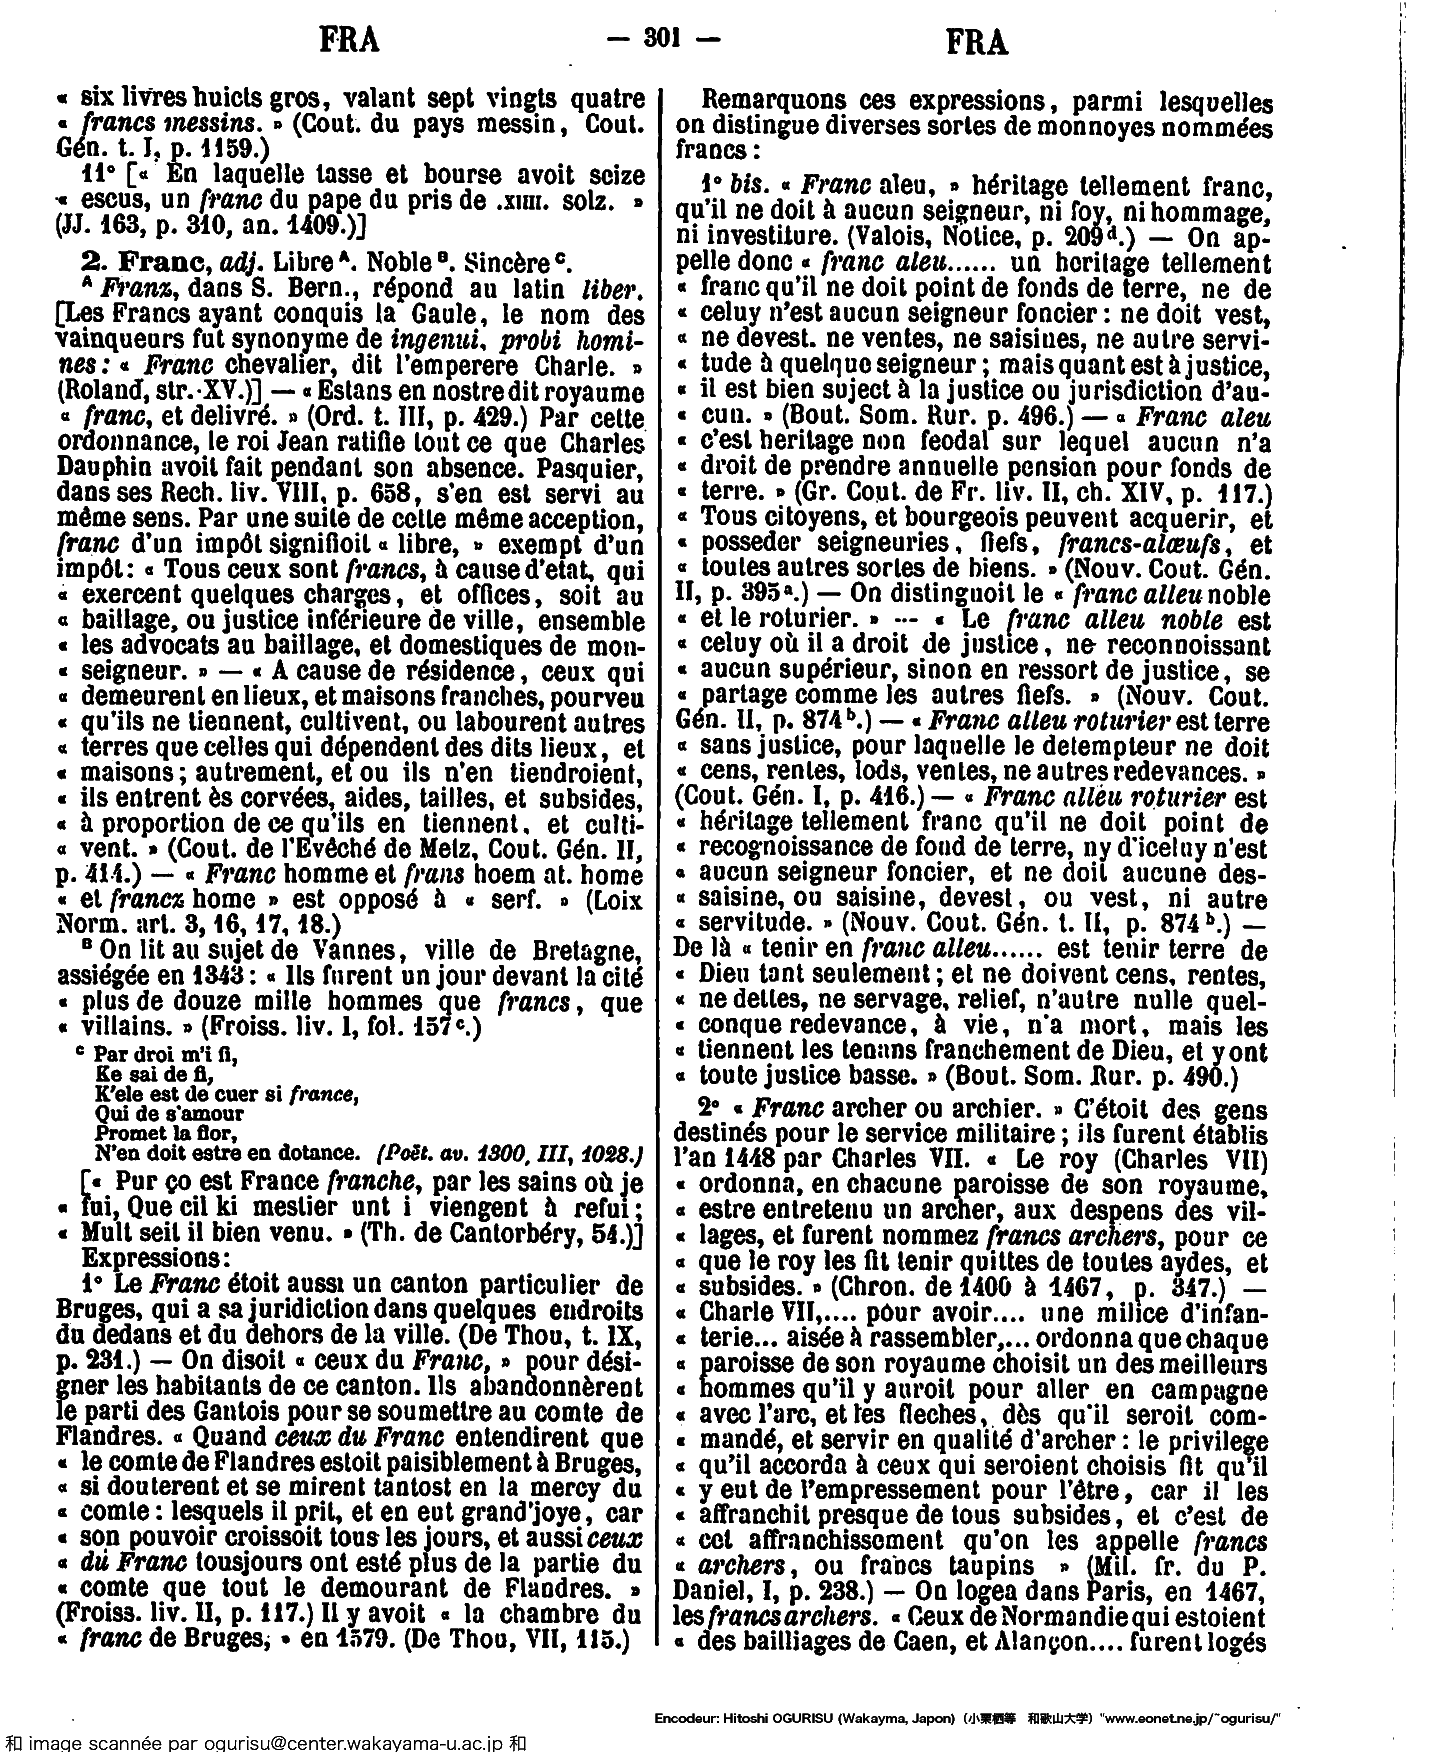 FRA
— 301 —
FRA
« six livres huicts gros, valant sept vingts quatre
« francs messins. » (Cout. du pays messin, Cout.
Gén. t. I, p. 1159.)
11° [« En laquelle tasse et bourse avoit seize
« escus, un franc du pape du pris de .XIIII. solz. »
(JJ. 163, p. 310, an. 1409.)]
2. Franc, adj. Libre ᴬ. Noble ᴮ. Sincère ᶜ.
ᴬ Franz, dans S. Bern., répond au latin liber.
[Les Francs ayant conquis la Gaule, le nom des
vainqueurs fut synonyme de ingenui, probi homi-
nes : « Franc chevalier, dit l'emperere Charle. »
(Roland, str. XV.)] — « Estans en nostre dit royaume
« franc, et delivré. » (Ord. t. III, p. 429.) Par cette
ordonnance, le roi Jean ratifie tout ce que Charles
Dauphin avoit fait pendant son absence. Pasquier,
dans ses Rech. liv. VIII, p. 658, s'en est servi au
même sens. Par une suite de cette même acception,
franc d'un impôt signifioit « libre, » exempt d'un
impôt : « Tous ceux sont francs, à cause d'etat, qui
« exercent quelques charges, et offices, soit au
« baillage, ou justice inférieure de ville, ensemble
« les advocats au baillage, et domestiques de mon-
« seigneur. » — « A cause de résidence, ceux qui
« demeurent en lieux, et maisons franches, pourveu
« qu'ils ne tiennent, cultivent, ou labourent autres
« terres que celles qui dépendent des dits lieux, et
« maisons ; autrement, et ou ils n'en tiendroient,
« ils entrent ès corvées, aides, tailles, et subsides,
« à proportion de ce qu'ils en tiennent, et culti-
« vent. » (Cout. de l'Evêché de Metz, Cout. Gén. II,
p. 414.) — « Franc homme et frans hoem at. home
« et francz home » est opposé à « serf. » (Loix
Norm. art. 3, 16, 17, 18.)
ᴮ On lit au sujet de Vannes, ville de Bretagne,
assiégée en 1343 : « Ils furent un jour devant la cité
« plus de douze mille hommes que francs, que
« villains. » (Froiss. liv. I, fol. 157 ᶜ.)
ᶜ Par droi m'i fi,
Ke sai de fi,
K'ele est de cuer si france,
Qui de s'amour
Promet la flor,
N'en doit estre en dotance. (Poët. av. 1300, III, 1028.)
[« Pur ço est France franche, par les sains où je
« fui, Que cil ki mestier unt i viengent à refui ;
« Mult seit il bien venu. » (Th. de Cantorbéry, 54.)]
Expressions :
1° Le Franc étoit aussi un canton particulier de
Bruges, qui a sa juridiction dans quelques endroits
du dedans et du dehors de la ville. (De Thou, t. IX,
p. 231.) — On disoit « ceux du Franc, » pour dési-
gner les habitants de ce canton. Ils abandonnèrent
le parti des Gantois pour se soumettre au comte de
Flandres. « Quand ceux du Franc entendirent que
« le comte de Flandres estoit paisiblement à Bruges,
« si douterent et se mirent tantost en la mercy du
« comte : lesquels il prit, et en eut grand'joye, car
« son pouvoir croissoit tous les jours, et aussi ceux
« du Franc tousjours ont esté plus de la partie du
« comte que tout le demourant de Flandres. »
(Froiss. liv. II, p. 117.) Il y avoit « la chambre du
« franc de Bruges, » en 1579. (De Thou, VII, 115.)
Remarquons ces expressions, parmi lesquelles
on distingue diverses sortes de monnoyes nommées
francs :
1° bis. « Franc aleu, » héritage tellement franc,
qu'il ne doit à aucun seigneur, ni foy, ni hommage,
ni investiture. (Valois, Notice, p. 209 ᵈ.) — On ap-
pelle donc « franc aleu...... un heritage tellement
« franc qu'il ne doit point de fonds de terre, ne de
« celuy n'est aucun seigneur foncier : ne doit vest,
« ne devest. ne ventes, ne saisines, ne autre servi-
« tude à quelque seigneur ; mais quant est à justice,
« il est bien suject à la justice ou jurisdiction d'au-
« cun. » (Bout. Som. Rur. p. 496.) — « Franc aleu
« c'est heritage non feodal sur lequel aucun n'a
« droit de prendre annuelle pension pour fonds de
« terre. » (Gr. Cout. de Fr. liv. II, ch. XIV, p. 117.)
« Tous citoyens, et bourgeois peuvent acquerir, et
« posseder seigneuries, fiefs, francs-alœufs, et
« toutes autres sortes de biens. » (Nouv. Cout. Gén.
II, p. 395 ᵃ.) — On distinguoit le « franc alleu noble
« et le roturier. » --- « Le franc alleu noble est
« celuy où il a droit de justice, ne reconnoissant
« aucun supérieur, sinon en ressort de justice, se
« partage comme les autres fiefs. » (Nouv. Cout.
Gén. II, p. 874 ᵇ.) — « Franc alleu roturier est terre
« sans justice, pour laquelle le detempteur ne doit
« cens, rentes, lods, ventes, ne autres redevances. »
(Cout. Gén. I, p. 416.) — « Franc alleu roturier est
« héritage tellement franc qu'il ne doit point de
« recognoissance de fond de terre, ny d'iceluy n'est
« aucun seigneur foncier, et ne doit aucune des-
« saisine, ou saisine, devest, ou vest, ni autre
« servitude. » (Nouv. Cout. Gén. t. II, p. 874 ᵇ.) —
De là « tenir en franc alleu...... est tenir terre de
« Dieu tant seulement ; et ne doivent cens, rentes,
« ne dettes, ne servage, relief, n'autre nulle quel-
« conque redevance, à vie, n'a mort, mais les
« tiennent les tenans franchement de Dieu, et y ont
« toute justice basse. » (Bout. Som. Rur. p. 490.)
2° « Franc archer ou archier. » C'étoit des gens
destinés pour le service militaire ; ils furent établis
l'an 1448 par Charles VII. « Le roy (Charles VII)
« ordonna, en chacune paroisse de son royaume,
« estre entretenu un archer, aux despens des vil-
« lages, et furent nommez francs archers, pour ce
« que le roy les fit tenir quittes de toutes aydes, et
« subsides. » (Chron. de 1400 à 1467, p. 347.) —
« Charle VII,.... pour avoir.... une milice d'infan-
« terie... aisée à rassembler,... ordonna que chaque
« paroisse de son royaume choisit un des meilleurs
« hommes qu'il y auroit pour aller en campagne
« avec l'arc, et les fleches, dès qu'il seroit com-
« mandé, et servir en qualité d'archer : le privilege
« qu'il accorda à ceux qui seroient choisis fit qu'il
« y eut de l'empressement pour l'être, car il les
« affranchit presque de tous subsides, et c'est de
« cet affranchissement qu'on les appelle francs
« archers, ou francs taupins » (Mil. fr. du P.
Daniel, I, p. 238.) — On logea dans Paris, en 1467,
les francs archers. « Ceux de Normandie qui estoient
« des bailliages de Caen, et Alançon.... furent logés
Encodeur: Hitoshi OGURISU (Wakayma, Japon) (小栗栖等 和歌山大学) "www.eonet.ne.jp/~ogurisu/"
和 image scannée par ogurisu@center.wakayama-u.ac.jp 和